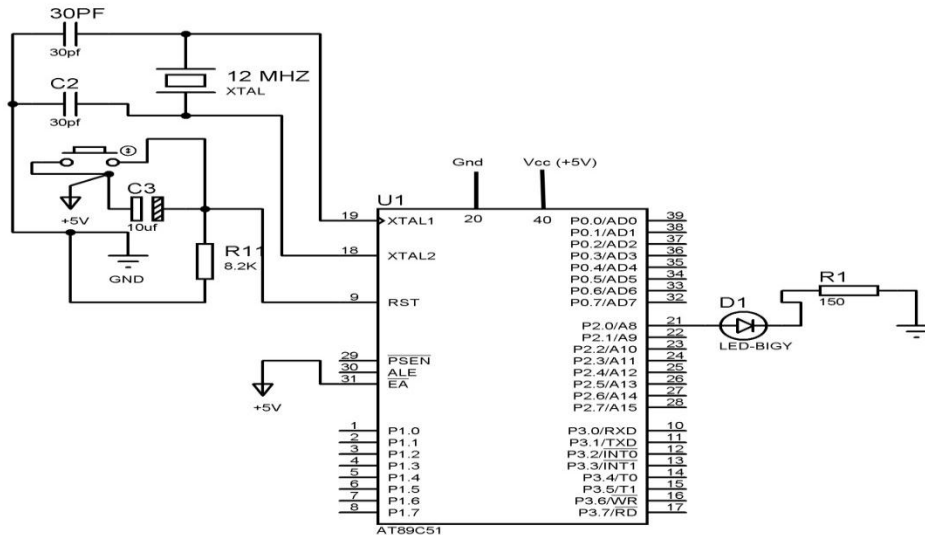 30PF
30pf
12 MHZ
XTAL
C2
30pf
+5V
C3
10uf
GND
R11
8.2K
Gnd
Vcc (+5V)
U1
20
40
19
XTAL1
18
XTAL2
9
RST
29
PSEN
30
ALE
31
EA
+5V
1
P1.0
2
P1.1
3
P1.2
4
P1.3
5
P1.4
6
P1.5
7
P1.6
8
P1.7
P0.0/AD0
39
P0.1/AD1
38
P0.2/AD2
37
P0.3/AD3
36
P0.4/AD4
35
P0.5/AD5
34
P0.6/AD6
33
P0.7/AD7
32
P2.0/A8
21
P2.1/A9
22
P2.2/A10
23
P2.3/A11
24
P2.4/A12
25
P2.5/A13
26
P2.6/A14
27
P2.7/A15
28
P3.0/RXD
10
P3.1/TXD
11
P3.2/INT0
12
P3.3/INT1
13
P3.4/T0
14
P3.5/T1
15
P3.6/WR
16
P3.7/RD
17
AT89C51
D1
LED-BIGY
R1
150